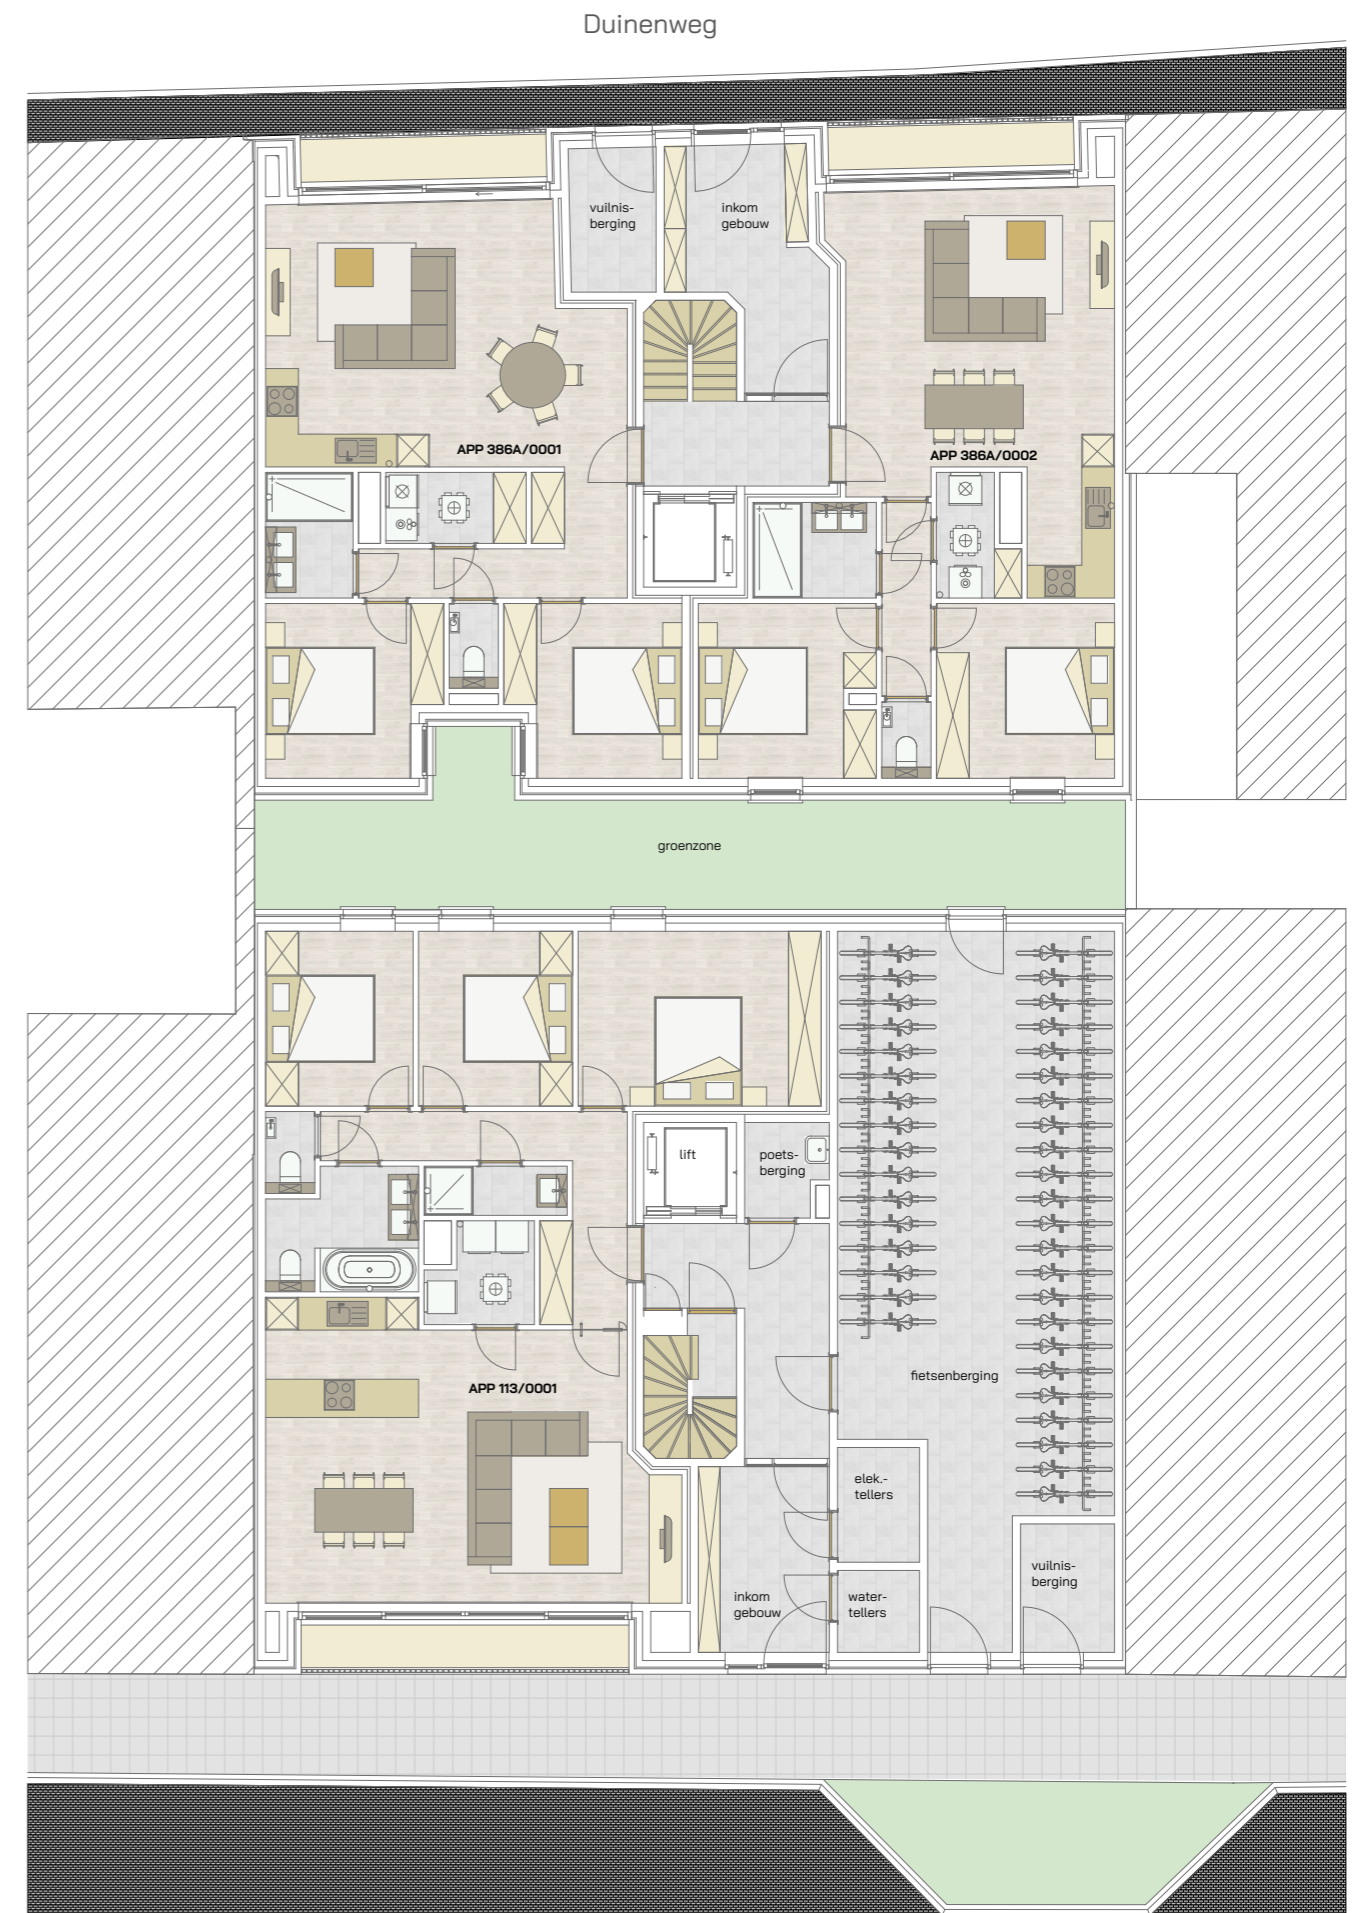 Duinenweg
vuilnis-
berging
inkom
gebouw
APP 386A/0001
APP 386A/0002
groenzone
lift
poets-
berging
fietsenberging
APP 113/0001
elek.-
tellers
vuilnis-
berging
inkom
gebouw
water-
tellers